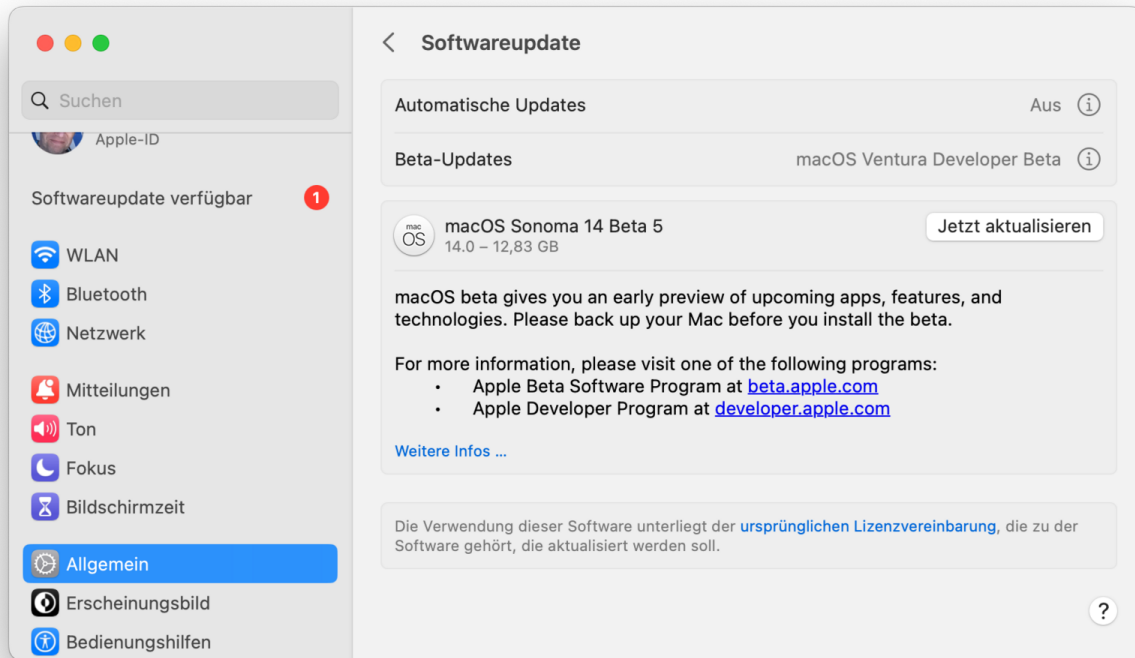 Suchen
Apple-ID
Softwareupdate verfügbar
1
WLAN
Bluetooth
Netzwerk
Mitteilungen
Ton
Fokus
Bildschirmzeit
Allgemein
Erscheinungsbild
Bedienungshilfen
Softwareupdate
Automatische Updates Aus
Beta-Updates macOS Ventura Developer Beta
mac
OS
macOS Sonoma 14 Beta 5
14.0 – 12,83 GB
Jetzt aktualisieren
macOS beta gives you an early preview of upcoming apps, features, and
technologies. Please back up your Mac before you install the beta.
For more information, please visit one of the following programs:
• Apple Beta Software Program at beta.apple.com
• Apple Developer Program at developer.apple.com
Weitere Infos ...
Die Verwendung dieser Software unterliegt der ursprünglichen Lizenzvereinbarung, die zu der
Software gehört, die aktualisiert werden soll.
?